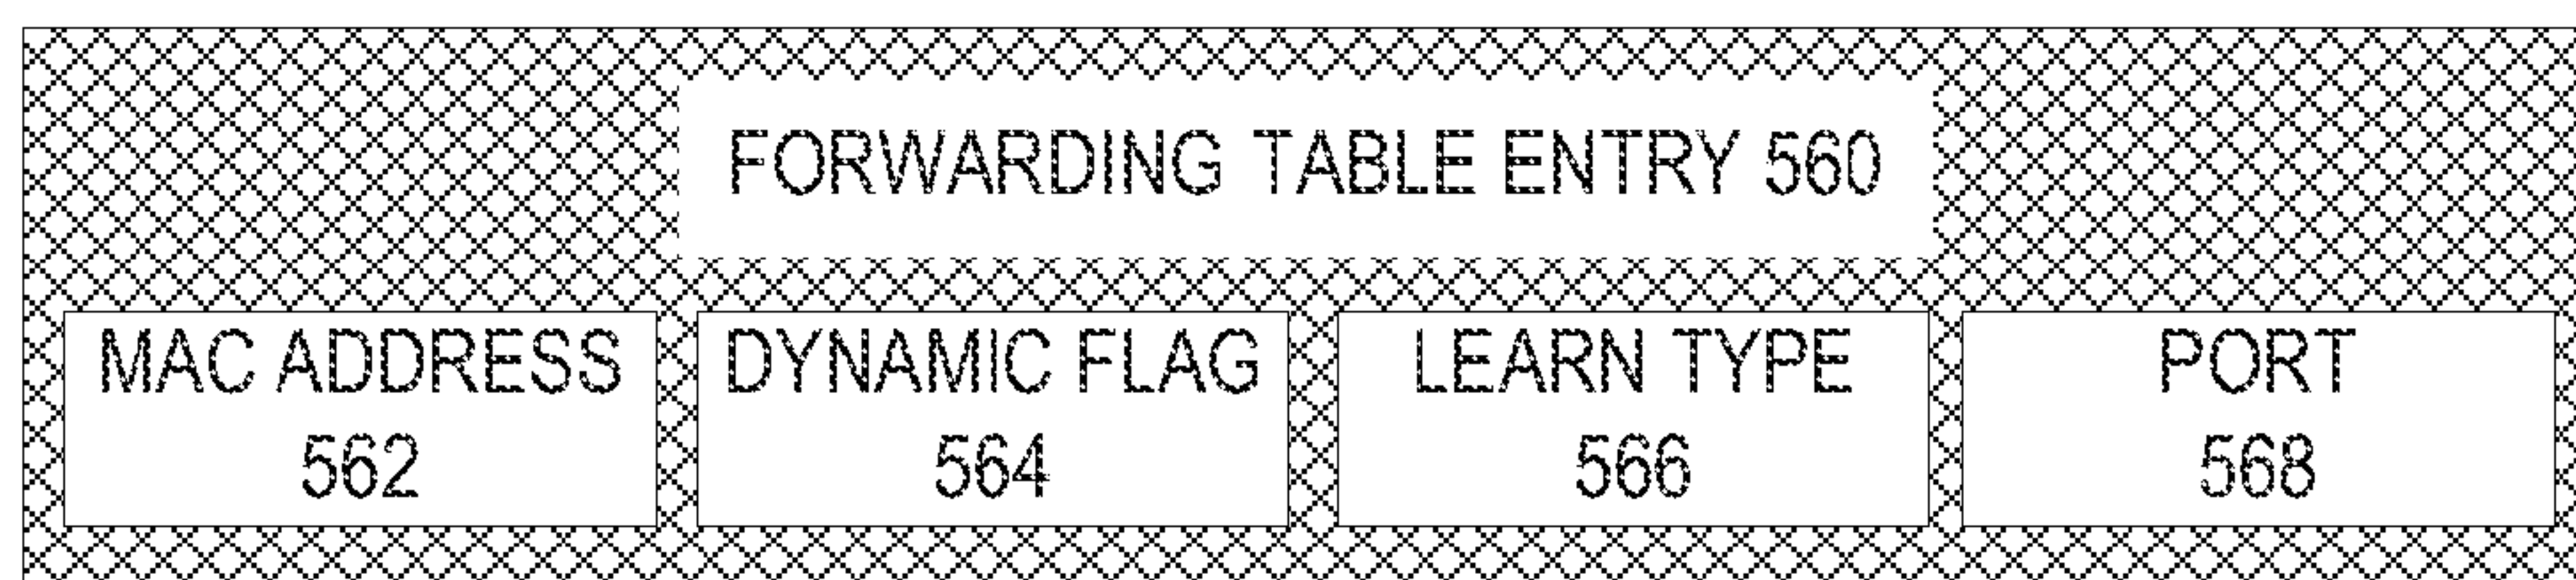 FORWARDING TABLE ENTRY 560
MAC ADDRESS
562
DYNAMIC FLAG
564
LEARN TYPE
566
PORT
568